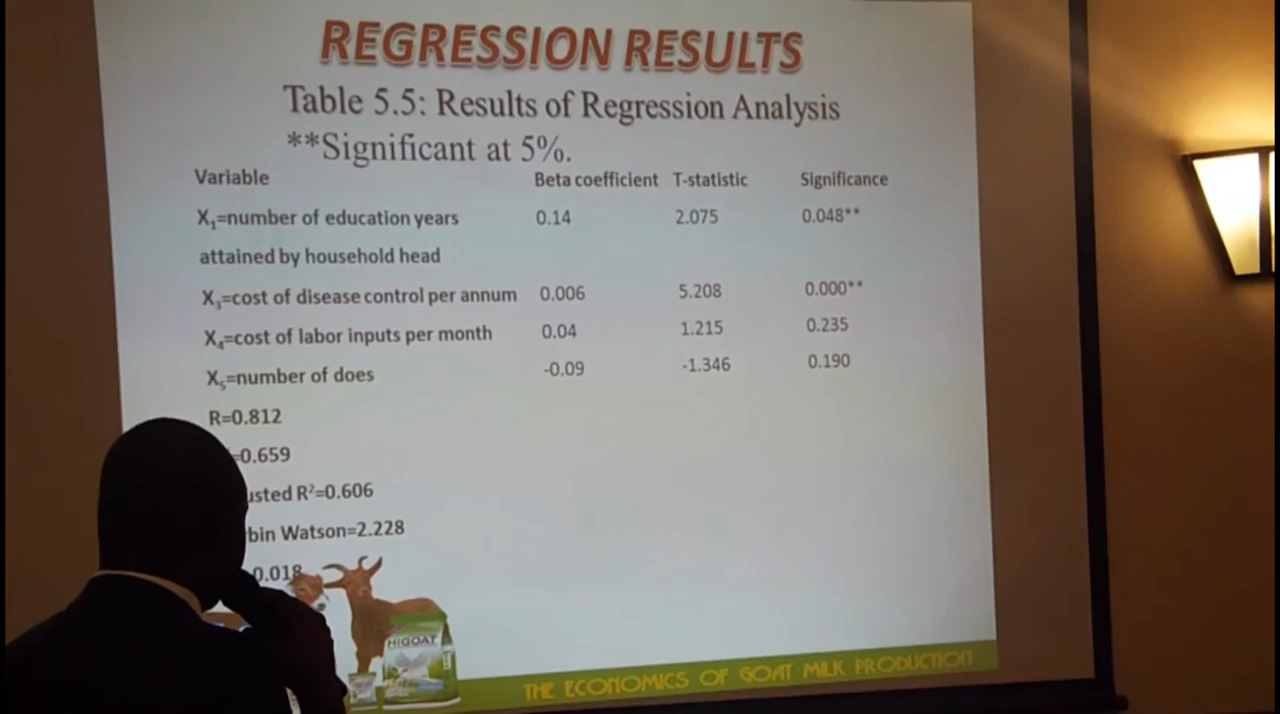 REGRESSION RESULTS
Table 5.5: Results of Regression Analysis
**Significant at 5%.
Variable Beta coefficient T-statistic Significance
X₁=number of education years 0.14 2.075 0.048**
attained by household head
X₃=cost of disease control per annum 0.006 5.208 0.000**
X₄=cost of labor inputs per month 0.04 1.215 0.235
X₅=number of does -0.09 -1.346 0.190
R=0.812
=0.659
usted R²=0.606
bin Watson=2.228
0.018
HIGOAT
THE ECONOMICS OF GOAT MILK PRODUCTION